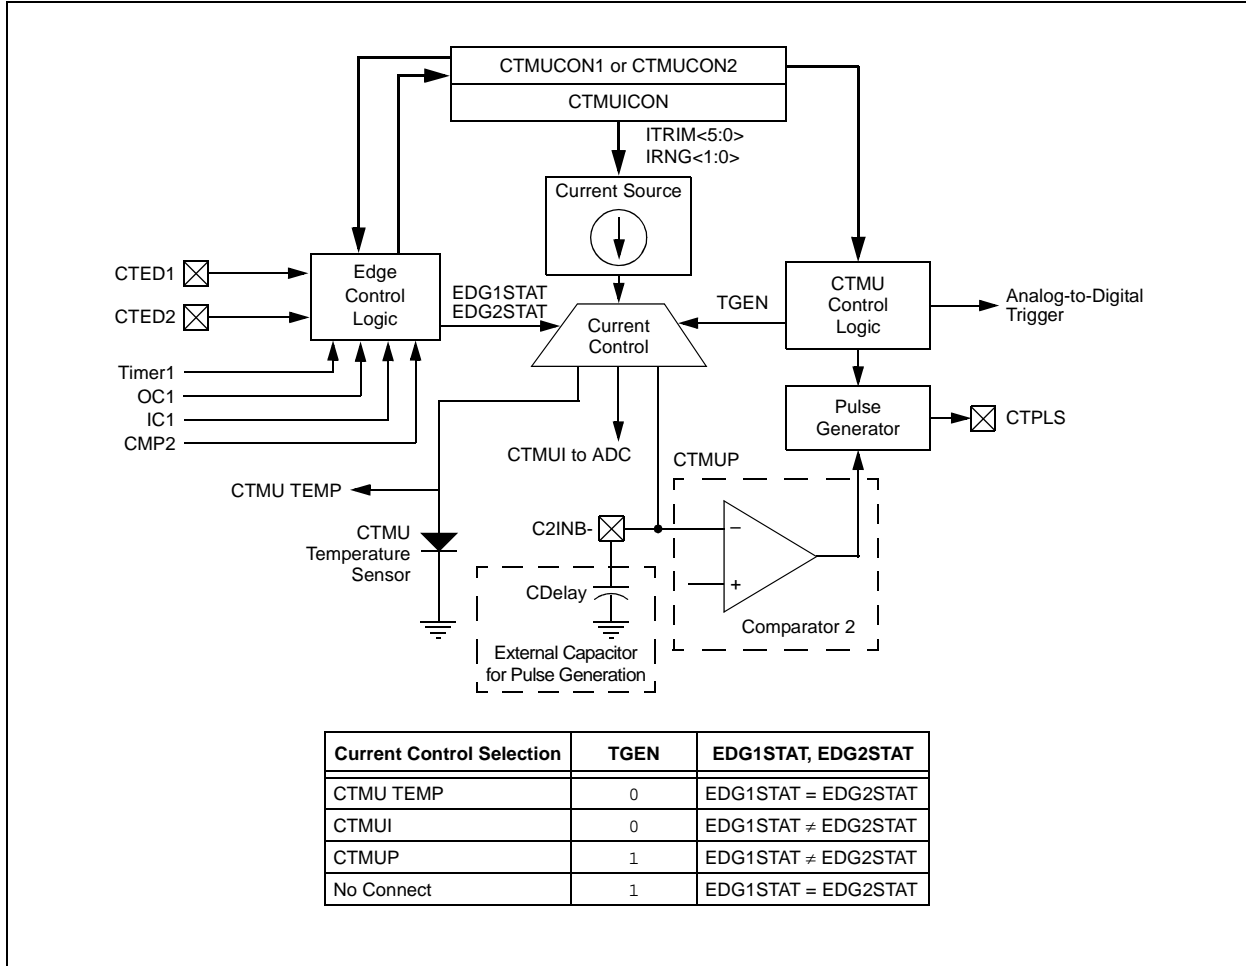 CTMUCON1 or CTMUCON2
CTMUICON
ITRIM<5:0>
IRNG<1:0>
Current Source
CTED1
CTED2
Edge
Control
Logic
EDG1STAT
EDG2STAT
Current
Control
TGEN
CTMU
Control
Logic
Analog-to-Digital
Trigger
Timer1
OC1
IC1
CMP2
Pulse
Generator
CTPLS
CTMUI to ADC
CTMUP
CTMU TEMP
C2INB-
CTMU
Temperature
Sensor
–
+
CDelay
Comparator 2
External Capacitor
for Pulse Generation
Current Control Selection TGEN EDG1STAT, EDG2STAT
CTMU TEMP 0 EDG1STAT = EDG2STAT
CTMUI 0 EDG1STAT ≠ EDG2STAT
CTMUP 1 EDG1STAT ≠ EDG2STAT
No Connect 1 EDG1STAT = EDG2STAT